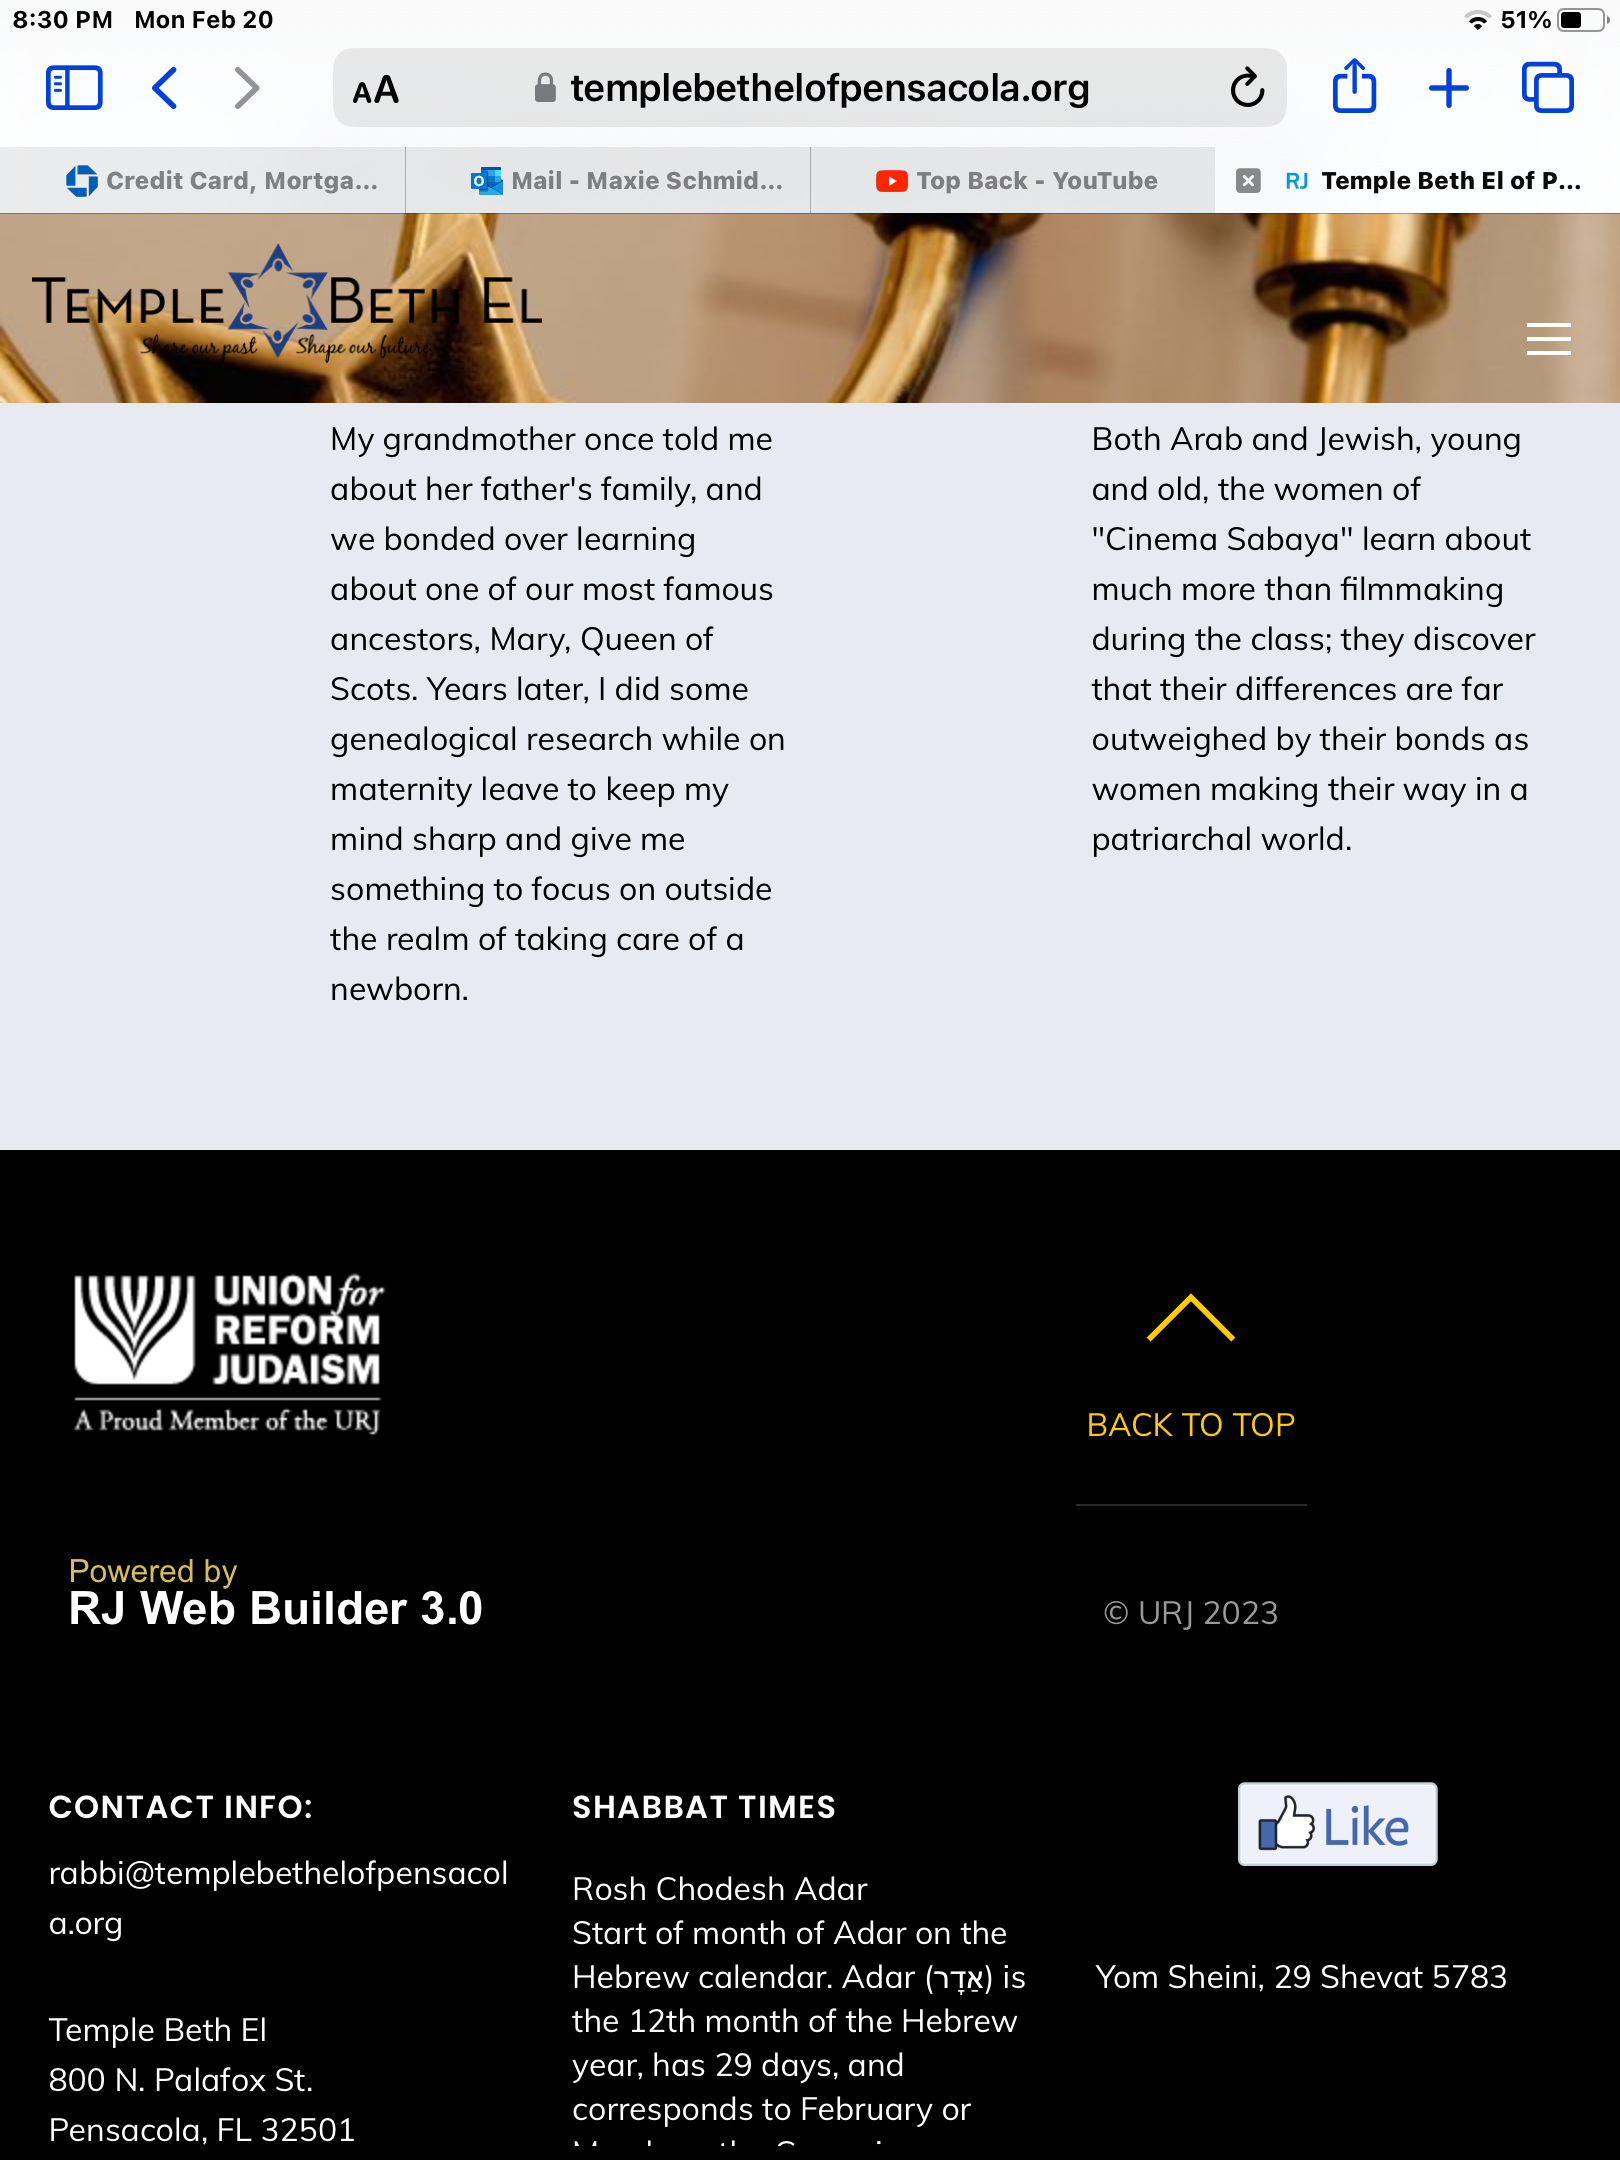 8:30 PM Mon Feb 20
51%
AA
templebethelofpensacola.org
Credit Card, Mortga...
Mail - Maxie Schmid...
Top Back - YouTube
RJ Temple Beth El of P...
TEMPLE BETH EL
Share our past Shape our future
My grandmother once told me
about her father's family, and
we bonded over learning
about one of our most famous
ancestors, Mary, Queen of
Scots. Years later, I did some
genealogical research while on
maternity leave to keep my
mind sharp and give me
something to focus on outside
the realm of taking care of a
newborn.
Both Arab and Jewish, young
and old, the women of
"Cinema Sabaya" learn about
much more than filmmaking
during the class; they discover
that their differences are far
outweighed by their bonds as
women making their way in a
patriarchal world.
UNION for
REFORM
JUDAISM
A Proud Member of the URJ
BACK TO TOP
Powered by
RJ Web Builder 3.0
© URJ 2023
CONTACT INFO:
rabbi@templebethelofpensacol
a.org
Temple Beth El
800 N. Palafox St.
Pensacola, FL 32501
SHABBAT TIMES
Rosh Chodesh Adar
Start of month of Adar on the
Hebrew calendar. Adar (אַדָר) is
the 12th month of the Hebrew
year, has 29 days, and
corresponds to February or
Like
Yom Sheini, 29 Shevat 5783